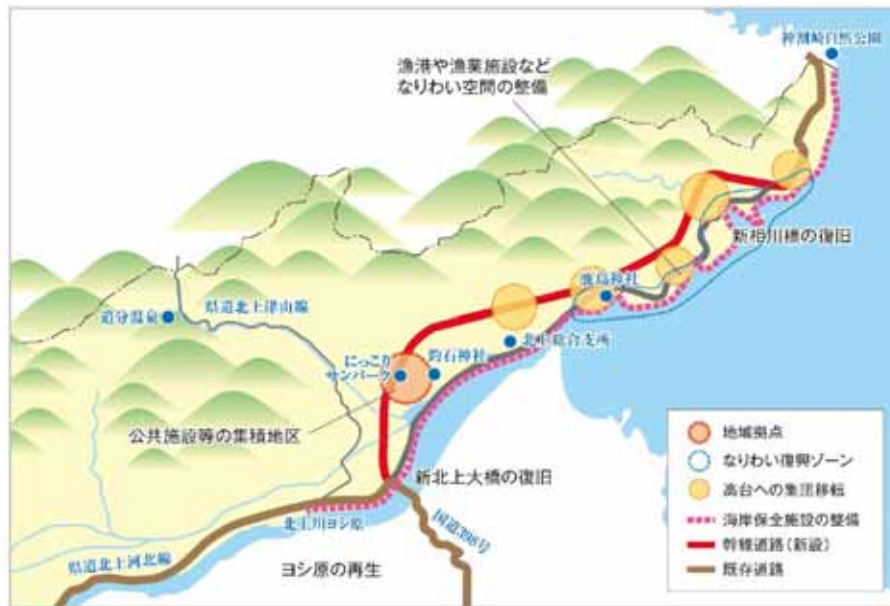 神割崎自然公園
漁港や漁業施設など
なりわい空間の整備
新相川橋の復旧
鹿島神社
県道北上津山線
追分温泉
北上総合支所
にっこり
サンパーク
釣石神社
公共施設等の集積地区
新北上大橋の復旧
北上川ヨシ原
国道398号
県道北上河北線
ヨシ原の再生
地域拠点
なりわい復興ゾーン
高台への集団移転
海岸保全施設の整備
幹線道路(新設)
既存道路